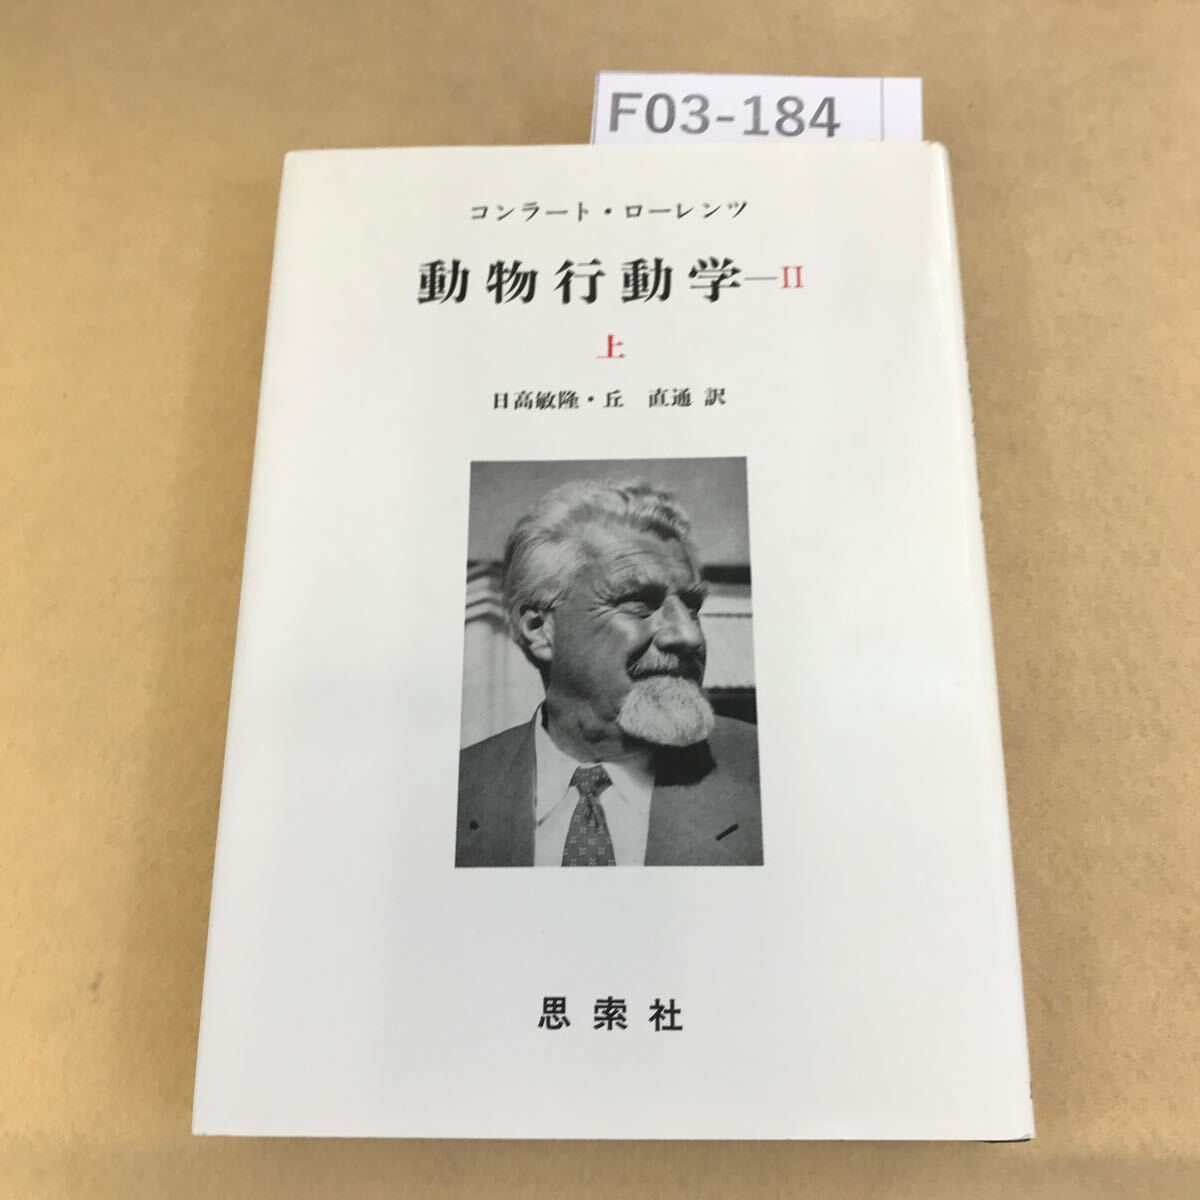 F03-184
コンラート・ローレンツ
動物行動学—II
上
日高敏隆・丘 直通 訳
思索社